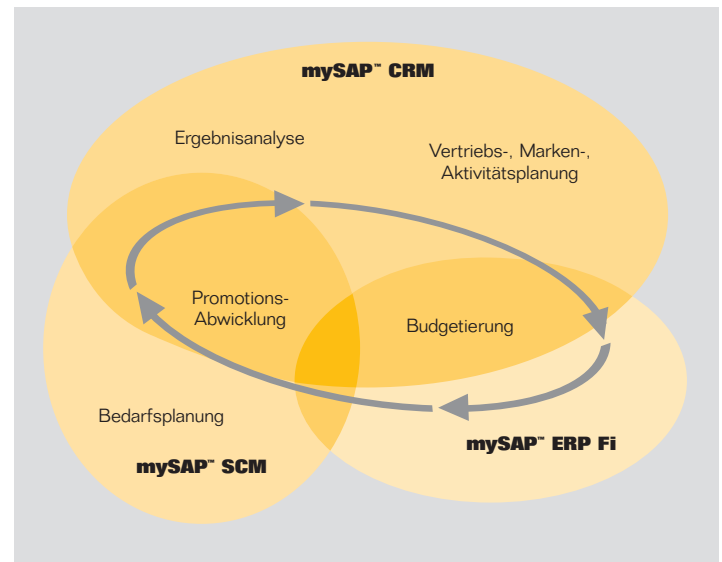 mySAP™ CRM
Ergebnisanalyse
Vertriebs-, Marken-,
Aktivitätsplanung
Promotions-
Abwicklung
Budgetierung
Bedarfsplanung
mySAP™ ERP Fi
mySAP™ SCM